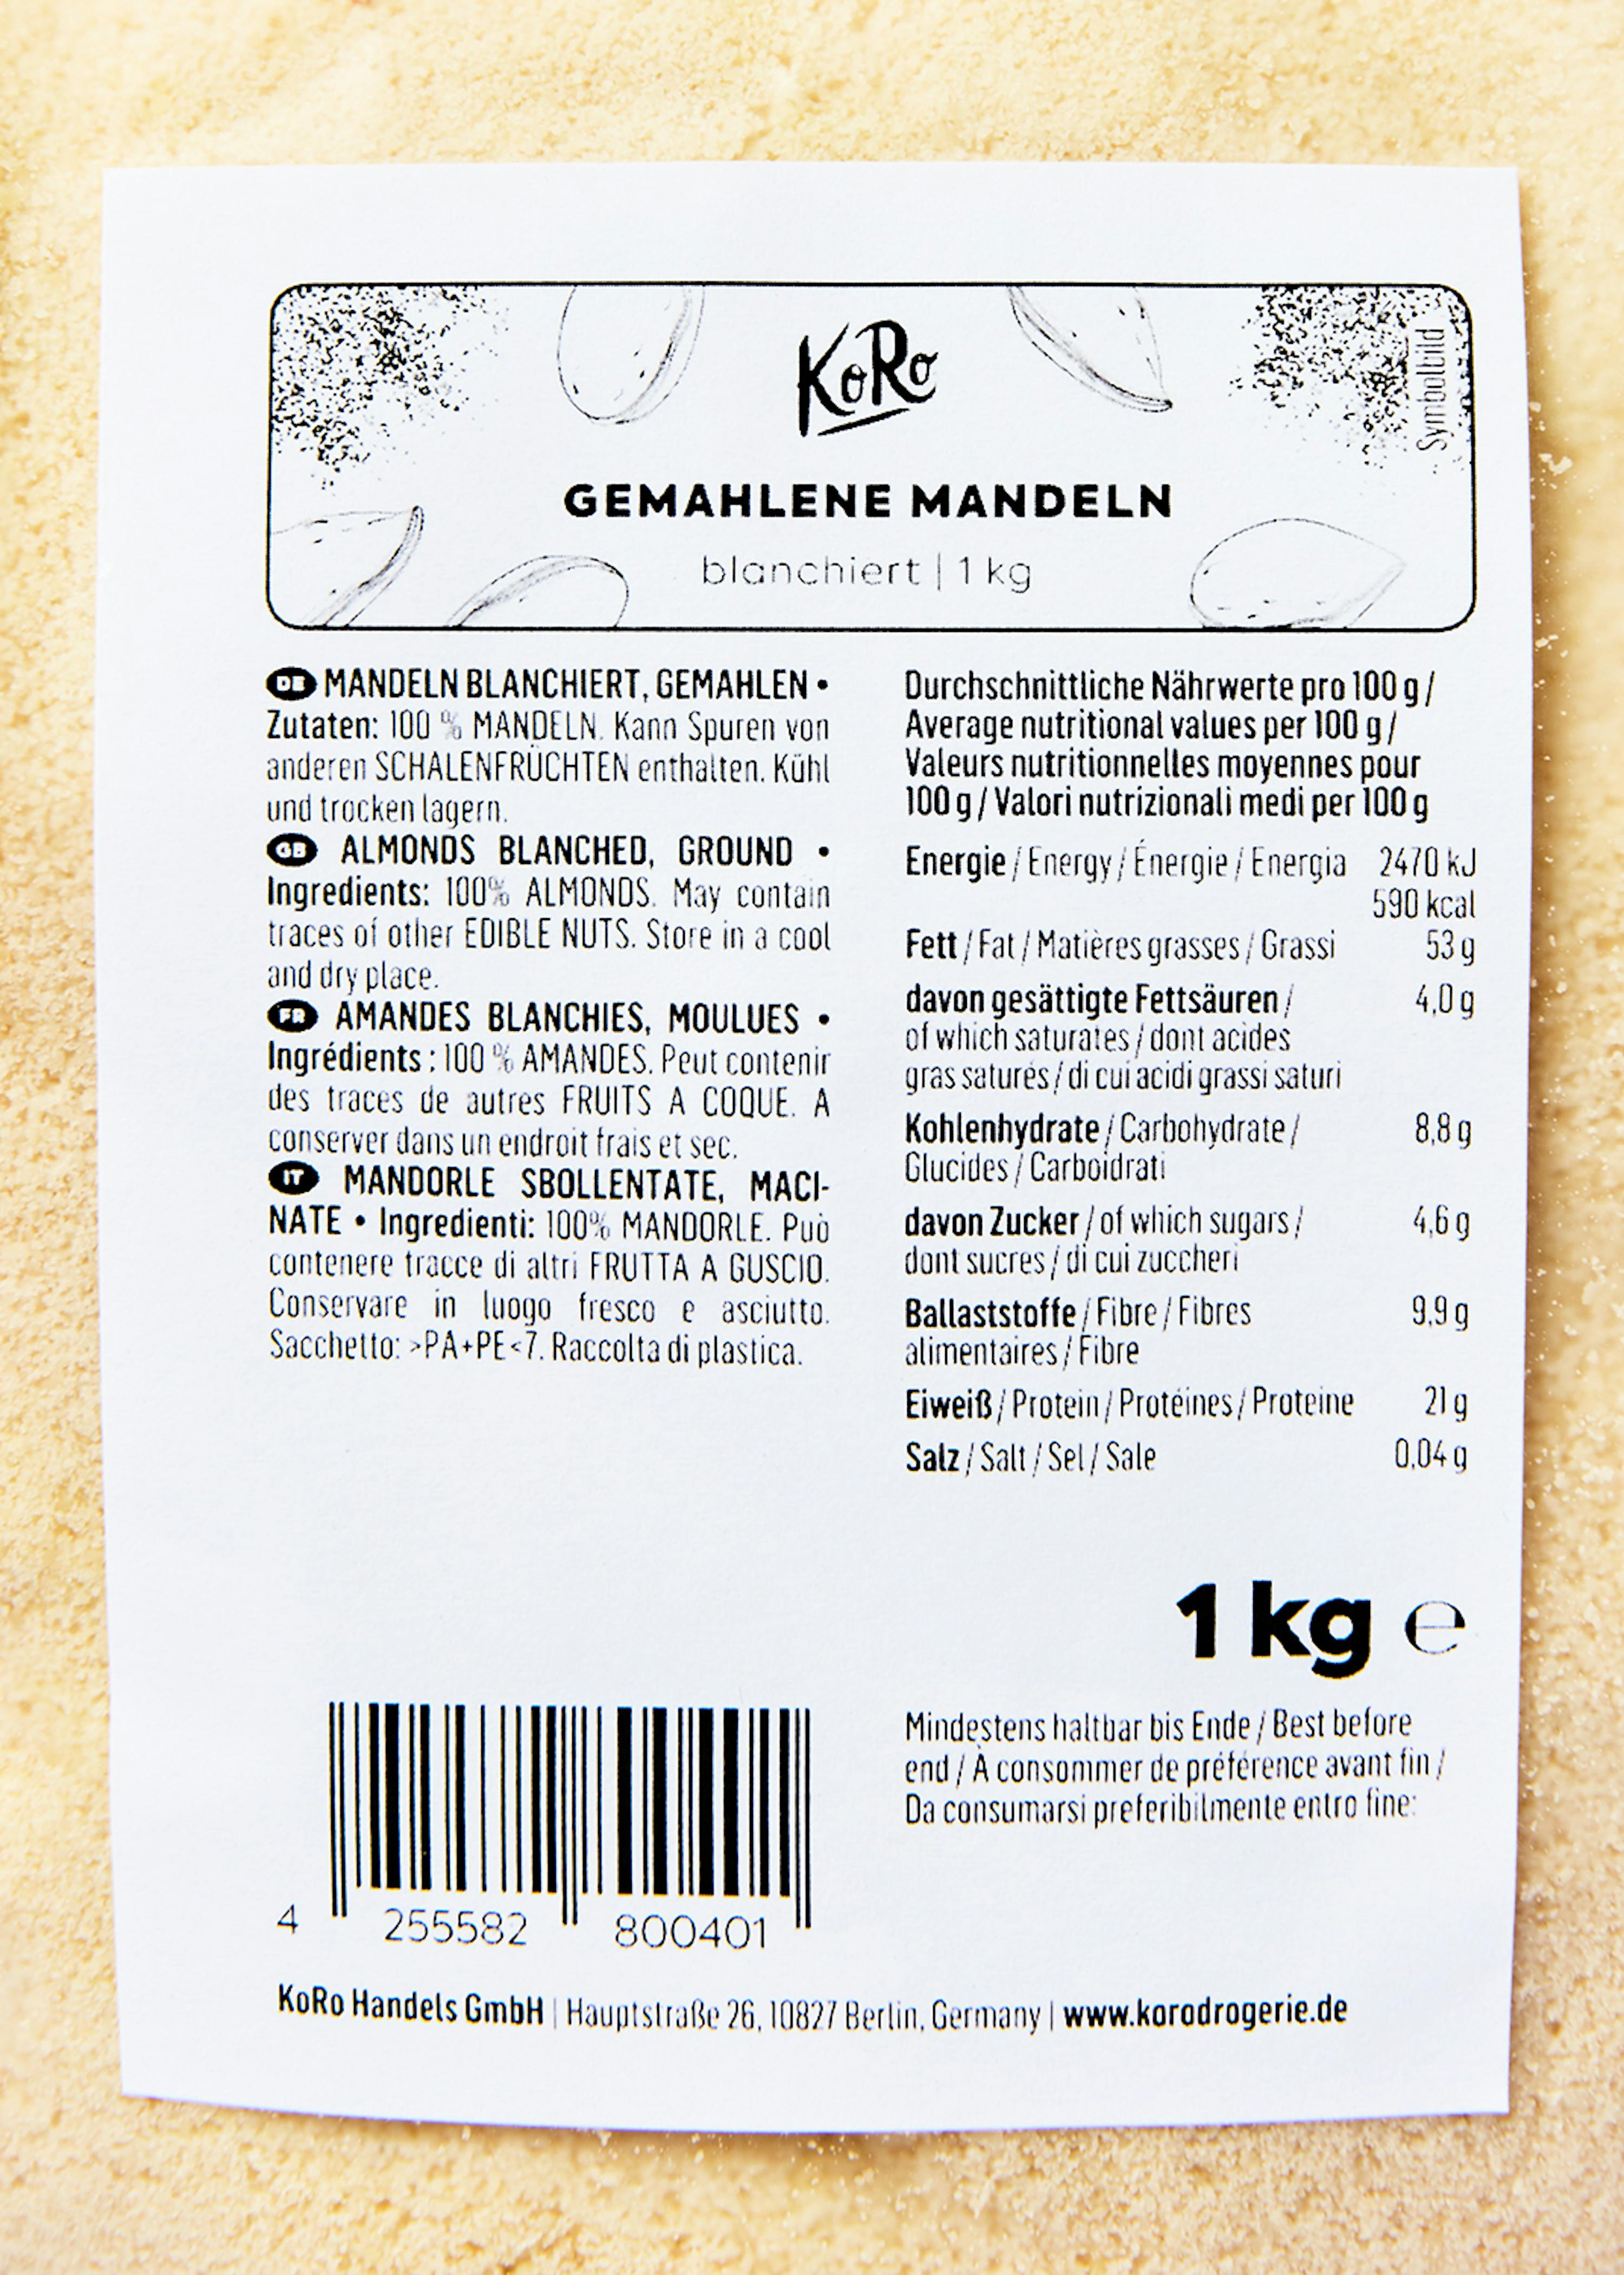 KoRo
Symbolbild
GEMAHLENE MANDELN
blanchiert | 1 kg
DE MANDELN BLANCHIERT, GEMAHLEN •
Zutaten: 100 % MANDELN. Kann Spuren von
anderen SCHALENFRÜCHTEN enthalten. Kühl
und trocken lagern.
GB ALMONDS BLANCHED, GROUND •
Ingredients: 100% ALMONDS. May contain
traces of other EDIBLE NUTS. Store in a cool
and dry place.
FR AMANDES BLANCHIES, MOULUES •
Ingrédients : 100 % AMANDES. Peut contenir
des traces de autres FRUITS A COQUE. A
conserver dans un endroit frais et sec.
IT MANDORLE SBOLLENTATE, MACI-
NATE • Ingredienti: 100% MANDORLE. Può
contenere tracce di altri FRUTTA A GUSCIO.
Conservare in luogo fresco e asciutto.
Sacchetto: >PA+PE<7. Raccolta di plastica.
Durchschnittliche Nährwerte pro 100 g /
Average nutritional values per 100 g /
Valeurs nutritionnelles moyennes pour
100 g / Valori nutrizionali medi per 100 g
Energie / Energy / Énergie / Energia 2470 kJ
590 kcal
Fett / Fat / Matières grasses / Grassi 53 g
davon gesättigte Fettsäuren / 4,0 g
of which saturates / dont acides
gras saturés / di cui acidi grassi saturi
Kohlenhydrate / Carbohydrate / 8,8 g
Glucides / Carboidrati
davon Zucker / of which sugars / 4,6 g
dont sucres / di cui zuccheri
Ballaststoffe / Fibre / Fibres 9,9 g
alimentaires / Fibre
Eiweiß / Protein / Protéines / Proteine 21 g
Salz / Salt / Sel / Sale 0,04 g
1 kg ℮
Mindestens haltbar bis Ende / Best before
end / À consommer de préférence avant fin /
Da consumarsi preferibilmente entro fine:
4 255582 800401
KoRo Handels GmbH | Hauptstraße 26, 10827 Berlin, Germany | www.korodrogerie.de